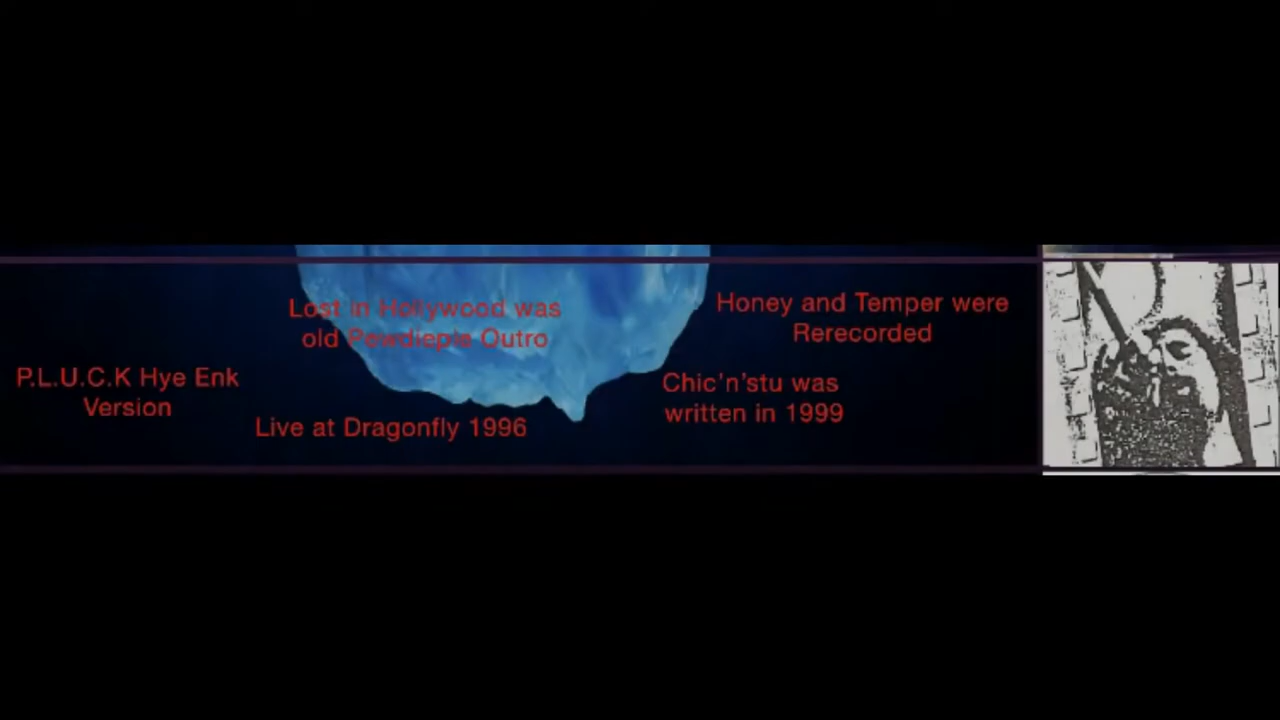 Lost in Hollywood was
old Pewdiepie Outro
Honey and Temper were
Rerecorded
P.L.U.C.K Hye Enk
Version
Chic'n'stu was
written in 1999
Live at Dragonfly 1996